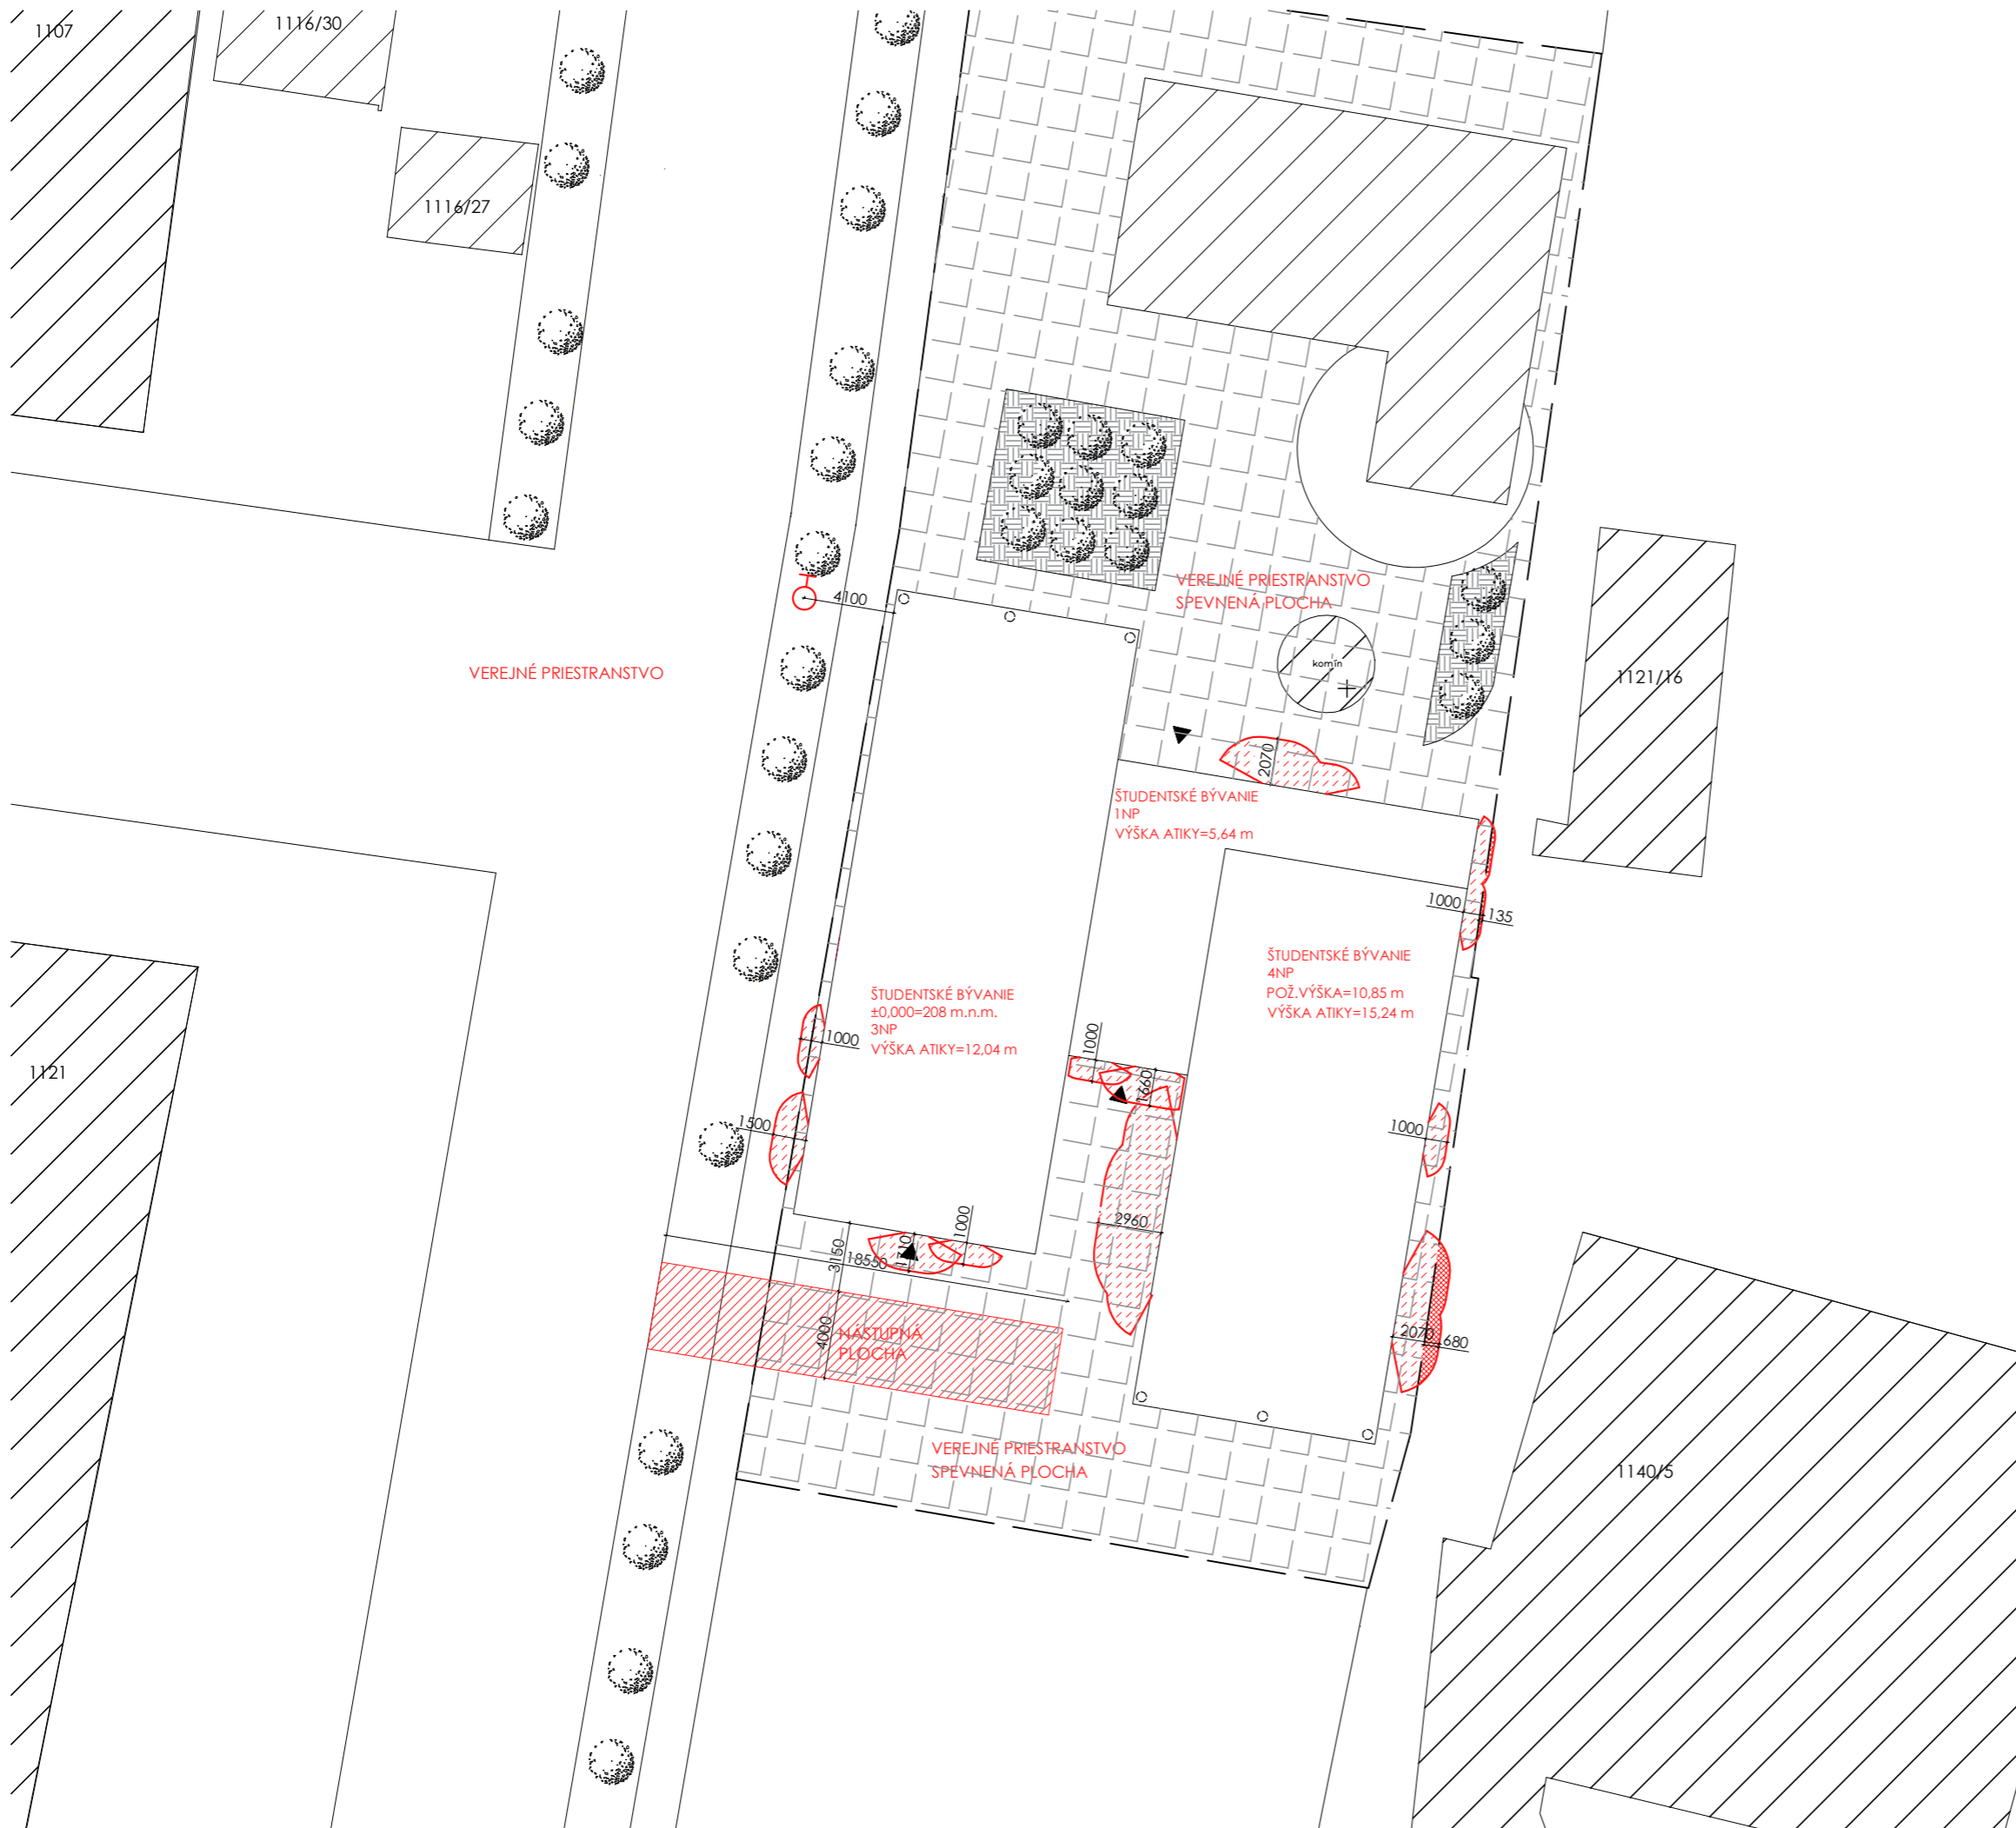 1107
1116/30
1116/27
4100
VEREJNÉ PRIESTRANSTVO
SPEVNENÁ PLOCHA
komín
VEREJNÉ PRIESTRANSTVO
1121/16
2070
ŠTUDENTSKÉ BÝVANIE
1NP
VÝŠKA ATIKY=5,64 m
1000
135
ŠTUDENTSKÉ BÝVANIE
4NP
POŽ.VÝŠKA=10,85 m
VÝŠKA ATIKY=15,24 m
ŠTUDENTSKÉ BÝVANIE
±0,000=208 m.n.m.
3NP
VÝŠKA ATIKY=12,04 m
1000
1000
1660
1121
1500
1000
2960
1000
3150
18550
1710
2070
680
4000
NÁSTUPNÁ
PLOCHA
VEREJNÉ PRIESTRANSTVO
SPEVNENÁ PLOCHA
1140/5